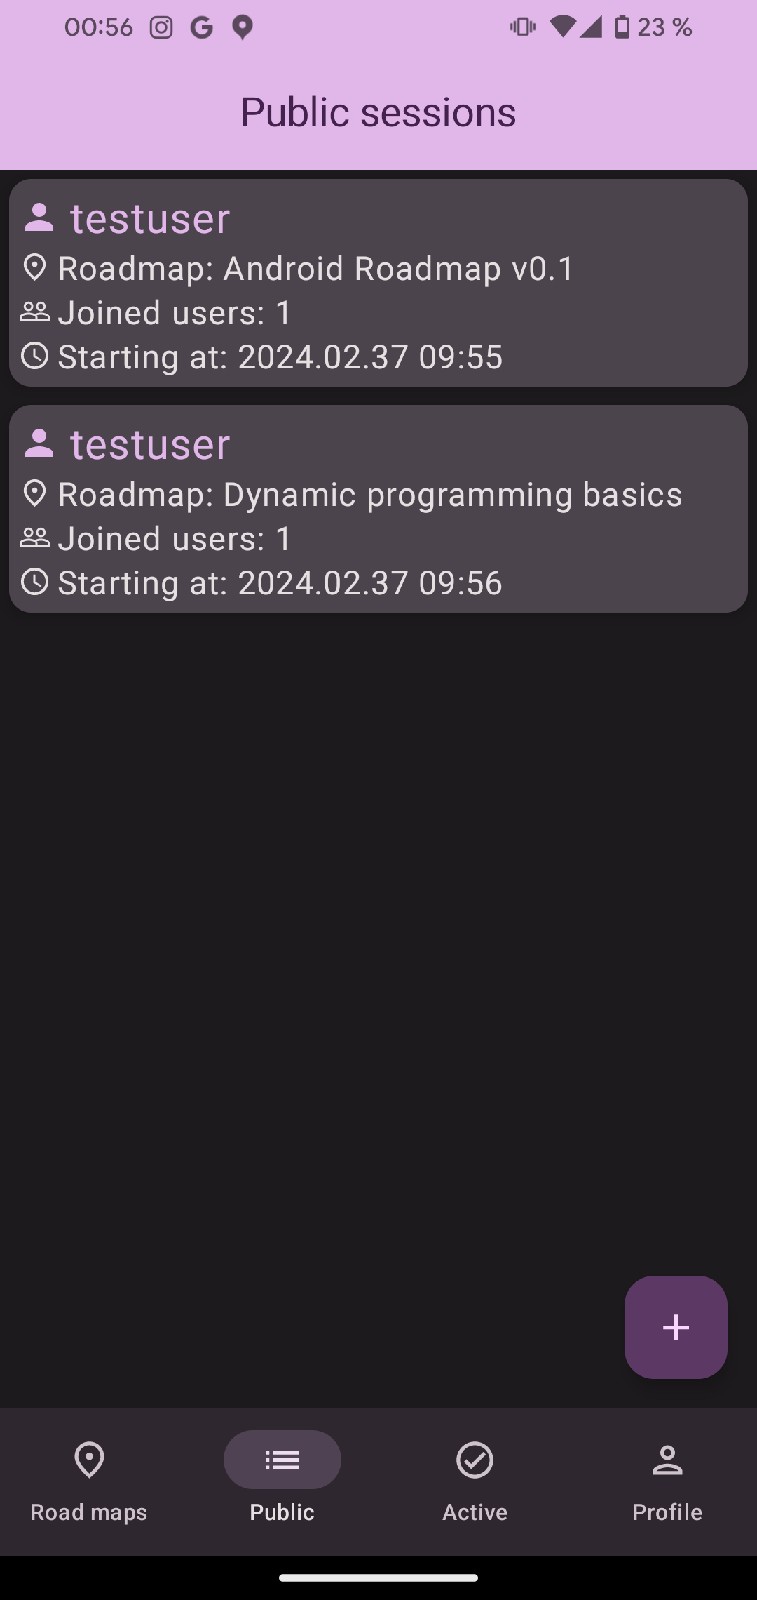 00:56 23 %
Public sessions
testuser
Roadmap: Android Roadmap v0.1
Joined users: 1
Starting at: 2024.02.37 09:55
testuser
Roadmap: Dynamic programming basics
Joined users: 1
Starting at: 2024.02.37 09:56
Road maps Public Active Profile